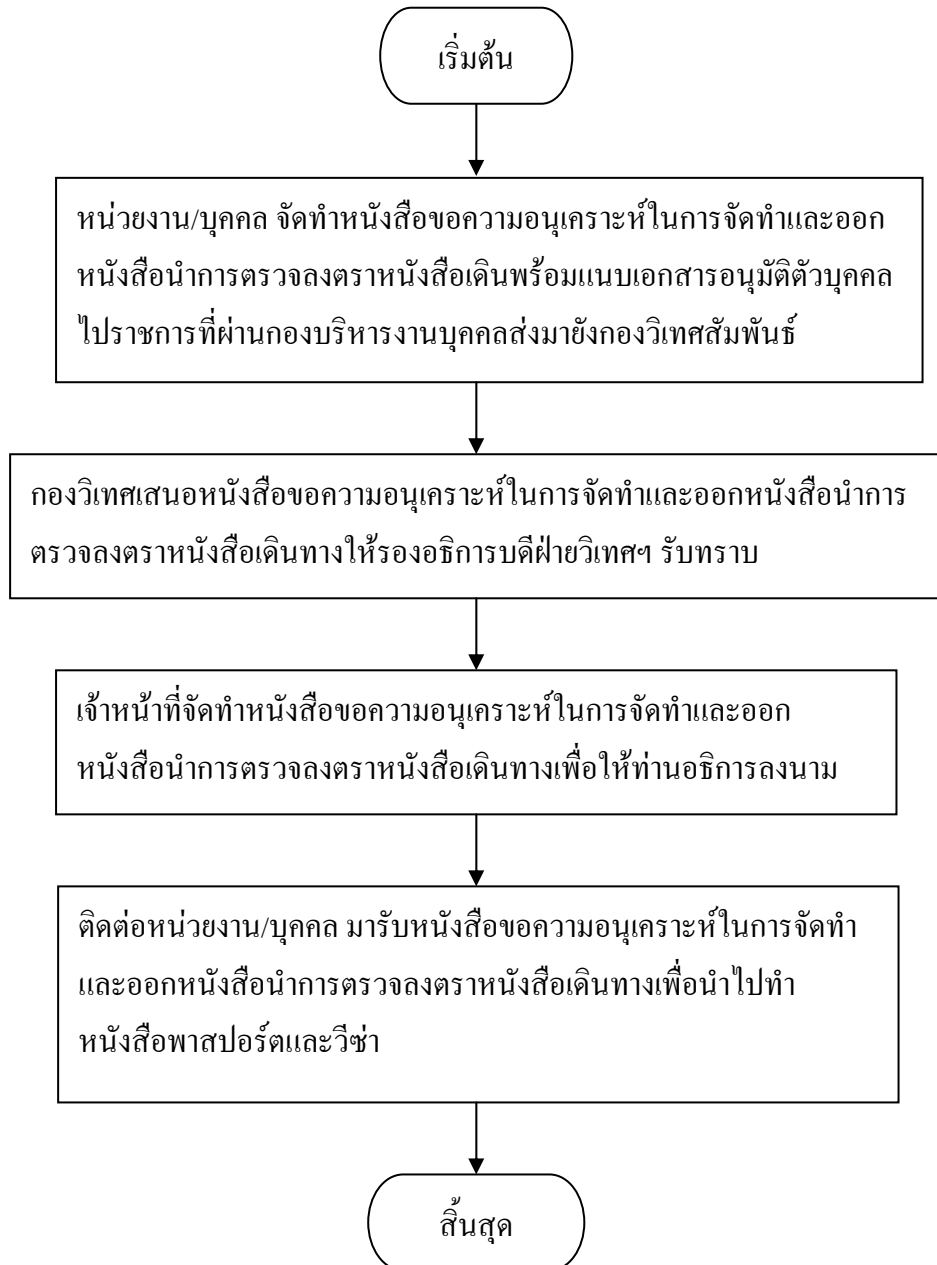 เริ่มต้น
หน่วยงาน/บุคคล จัดทำหนังสือขอความอนุเคราะห์ในการจัดทำและออก
หนังสือนำการตรวจลงตราหนังสือเดินพร้อมแนบเอกสารอนุมัติตัวบุคคล
ไปราชการที่ผ่านกองบริหารงานบุคคลส่งมายังกองวิเทศสัมพันธ์
กองวิเทศเสนอหนังสือขอความอนุเคราะห์ในการจัดทำและออกหนังสือนำการ
ตรวจลงตราหนังสือเดินทางให้รองอธิการบดีฝ่ายวิเทศฯ รับทราบ
เจ้าหน้าที่จัดทำหนังสือขอความอนุเคราะห์ในการจัดทำและออก
หนังสือนำการตรวจลงตราหนังสือเดินทางเพื่อให้ท่านอธิการลงนาม
ติดต่อหน่วยงาน/บุคคล มารับหนังสือขอความอนุเคราะห์ในการจัดทำ
และออกหนังสือนำการตรวจลงตราหนังสือเดินทางเพื่อนำไปทำ
หนังสือพาสปอร์ตและวีซ่า
สิ้นสุด